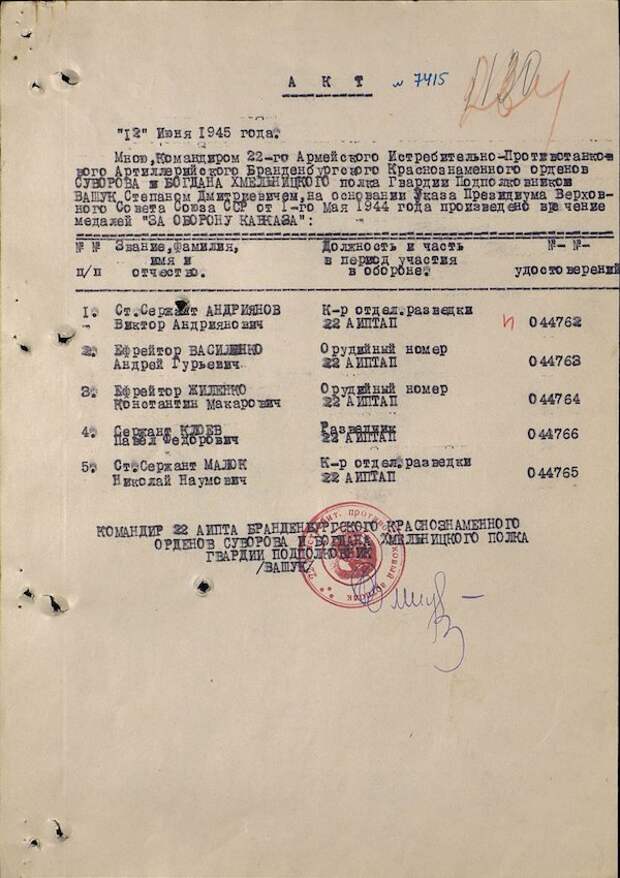 А К Т № 7415
"12" Июня 1945 года.
Мною,Командиром 22-го Армейского Истребительно-Противотанко-
вого Артиллерийского Бранденбургского Краснознаменного орденов
СУВОРОВА и БОГДАНА ХМЕЛЬНИЦКОГО полка Гвардии Подполковником
ВАШУК Степаном Дмитриевичем,на основании Указа Президиума Верхов-
ного Совета Союза ССР от 1-го Мая 1944 года произведено вручение
медалей "ЗА ОБОРОНУ КАВКАЗА":
№ № Звание,Фамилия, Должность и часть №- №-
имя и в период участия
п/п отчество. в обороне. удостоверений
1. Ст.Сержант АНДРИЯНОВ К-р отдел.разведки
Виктор Андриянович 22 АИПТАП 044762
2. Ефрейтор ВАСИЛЕНКО Орудийный номер
Андрей Гурьевич 22 АИПТАП 044763
3. Ефрейтор ЖИЛЕНКО Орудийный номер
Константин Макарович 22 АИПТАП 044764
4. Сержант КЛОЕВ Разведчик
Павел Федорович 22 АИПТАП 044766
5. Ст.Сержант МАЛОК К-р отдел.разведки
Николай Наумович 22 АИПТАП 044765
КОМАНДИР 22 АИПТА БРАНДЕНБУРГСКОГО КРАСНОЗНАМЕННОГО
ОРДЕНОВ СУВОРОВА И БОГДАНА ХМЕЛЬНИЦКОГО ПОЛКА
ГВАРДИИ ПОДПОЛКОВНИК
/ВАШУК/